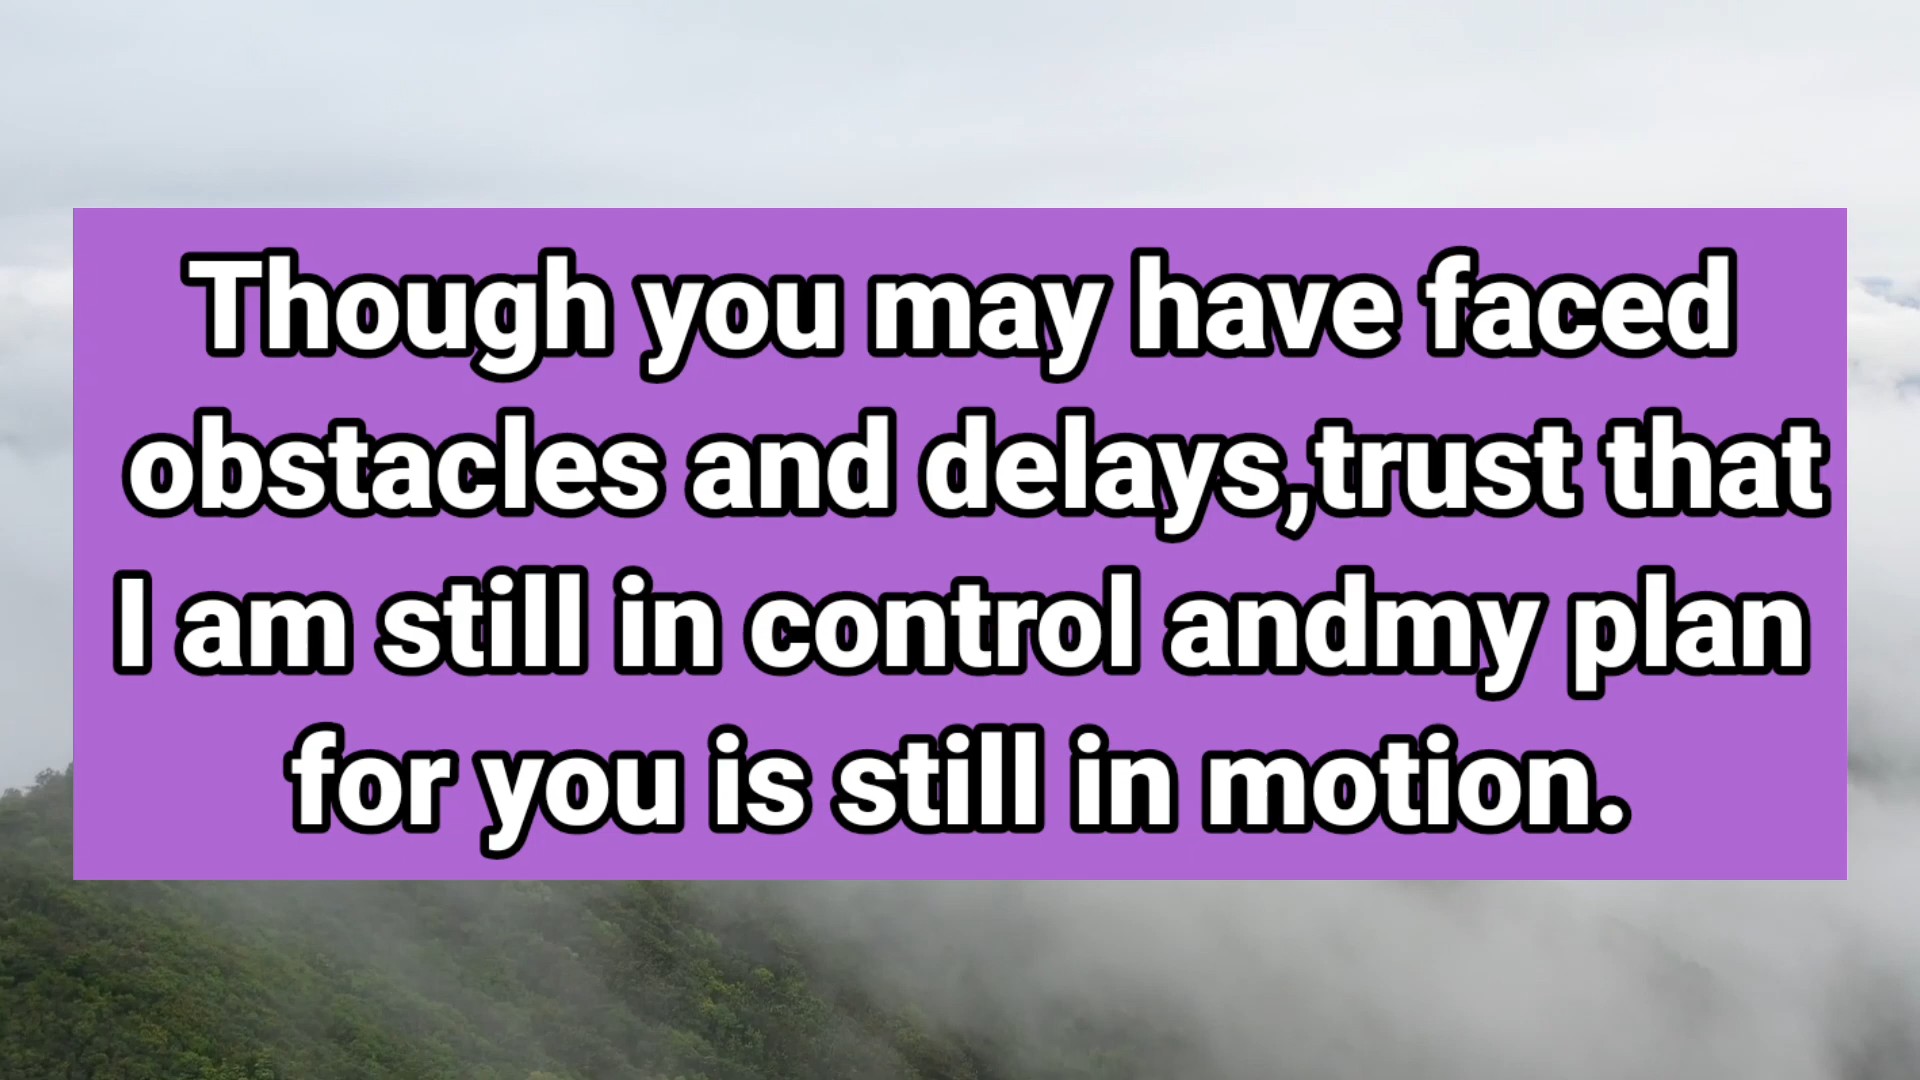 Though you may have faced
obstacles and delays,trust that
I am still in control andmy plan
for you is still in motion.